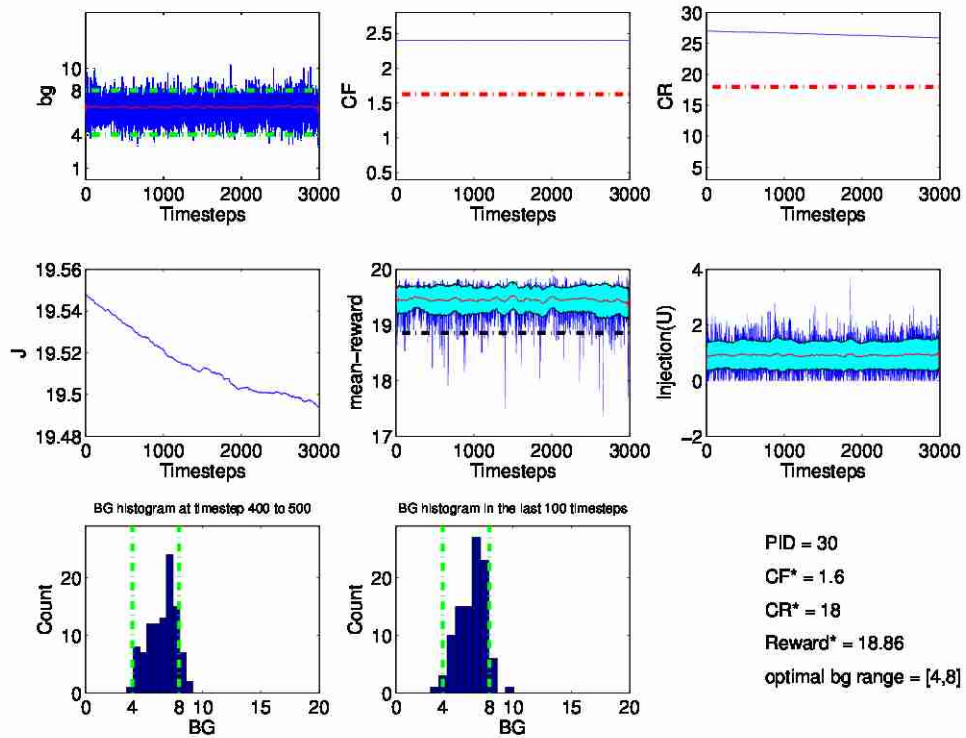 bg
10
8
4
1
0
1000
2000
3000
Timesteps
CF
2.5
1.5
0.5
0
1000
2000
3000
Timesteps
CR
30
25
20
15
10
5
0
1000
2000
3000
Timesteps
J
19.56
19.54
19.52
19.5
19.48
0
1000
2000
3000
Timesteps
mean-reward
20
19
18
17
0
1000
2000
3000
Timesteps
Injection(U)
4
2
0
-2
0
1000
2000
3000
Timesteps
BG histogram at timestep 400 to 500
Count
20
10
0
0
4
8
10
20
BG
BG histogram in the last 100 timesteps
Count
20
10
0
0
4
8
10
20
BG
PID = 30
CF* = 1.6
CR* = 18
Reward* = 18.86
optimal bg range = [4,8]